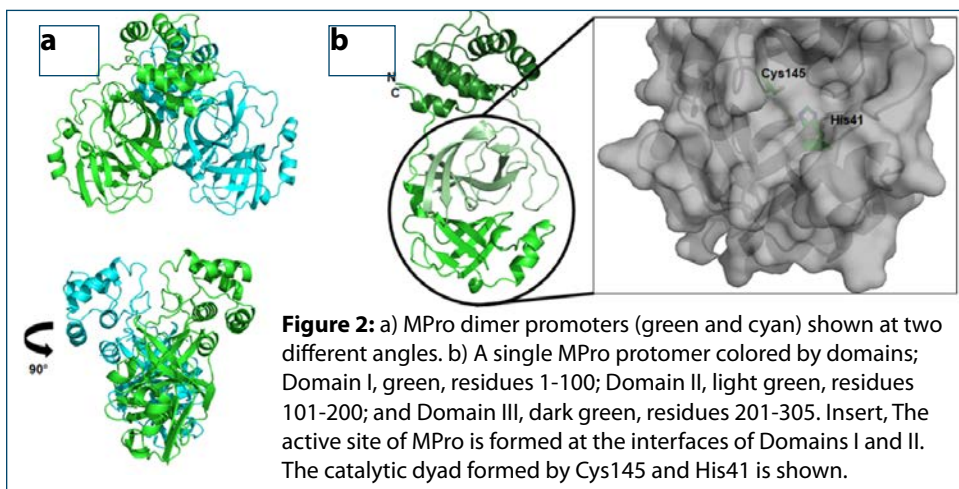 a
b
N
C
Cys145
His41
90°
Figure 2: a) MPro dimer promoters (green and cyan) shown at two
different angles. b) A single MPro protomer colored by domains;
Domain I, green, residues 1-100; Domain II, light green, residues
101-200; and Domain III, dark green, residues 201-305. Insert, The
active site of MPro is formed at the interfaces of Domains I and II.
The catalytic dyad formed by Cys145 and His41 is shown.